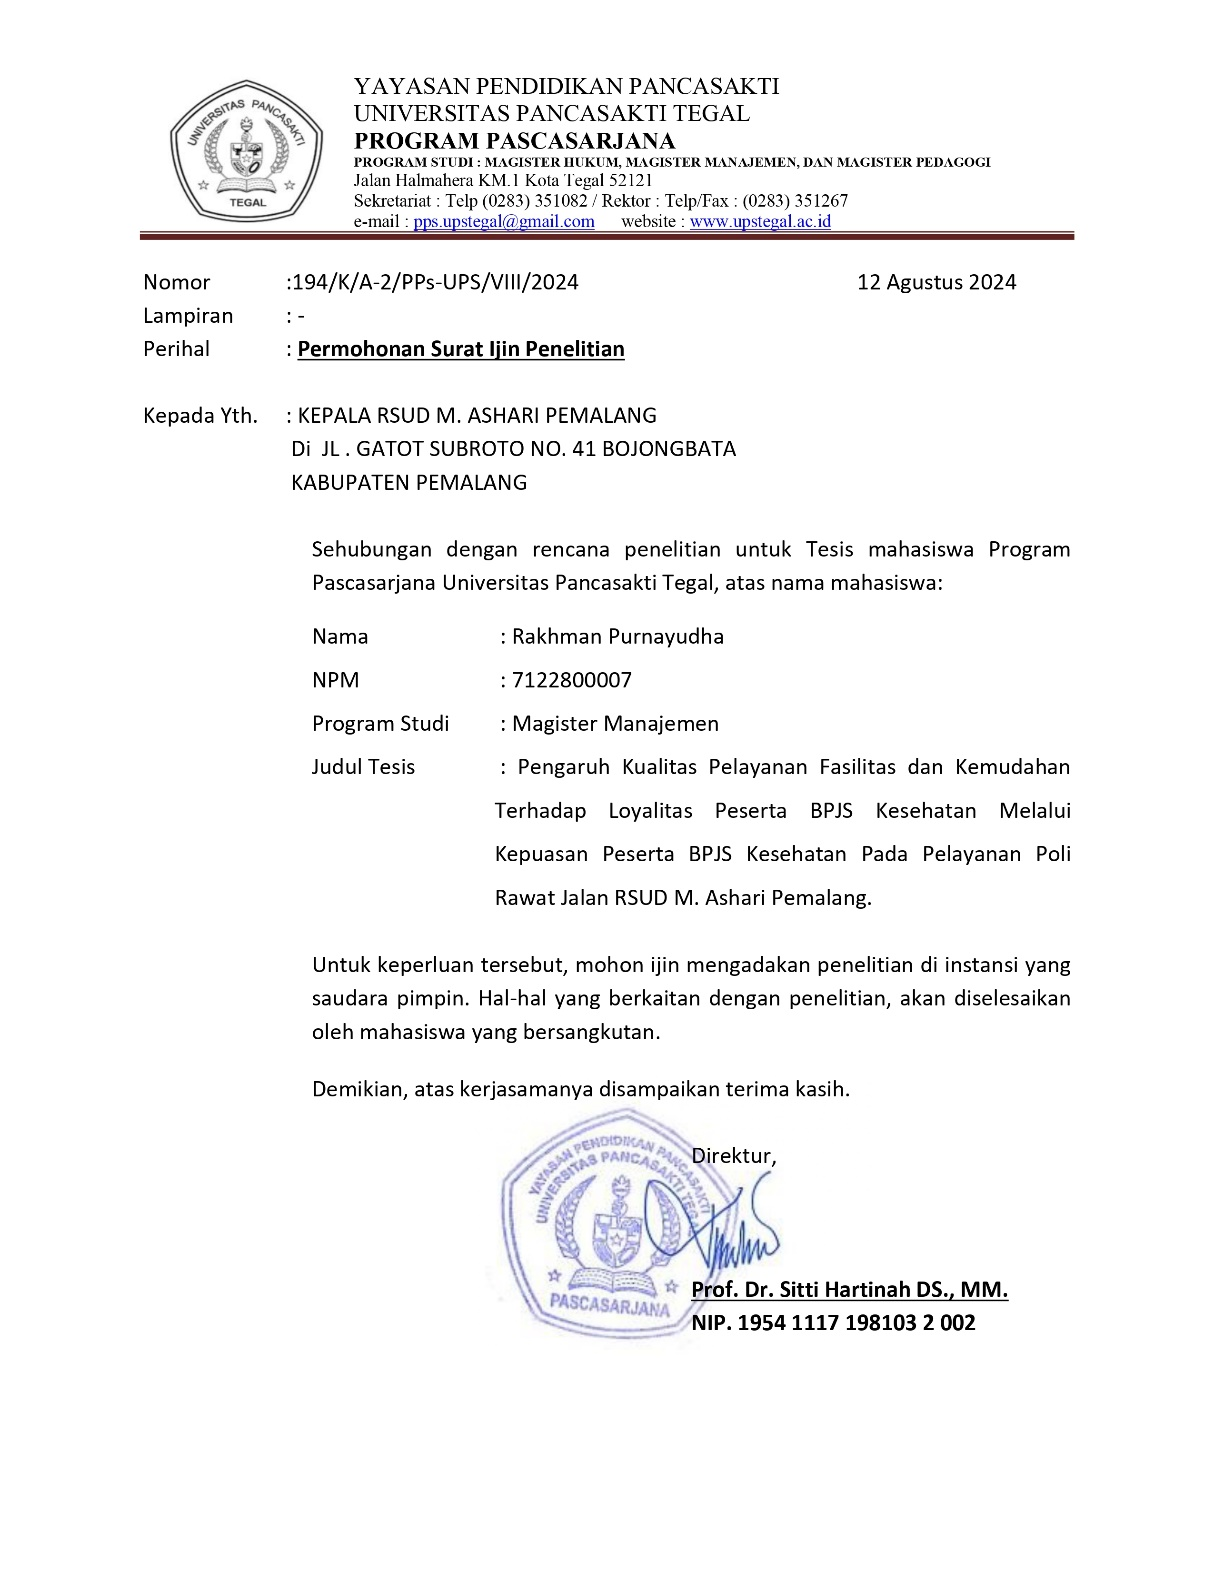 YAYASAN PENDIDIKAN PANCASAKTI
UNIVERSITAS PANCASAKTI TEGAL
PROGRAM PASCASARJANA
PROGRAM STUDI : MAGISTER HUKUM, MAGISTER MANAJEMEN, DAN MAGISTER PEDAGOGI
Jalan Halmahera KM.1 Kota Tegal 52121
Sekretariat : Telp (0283) 351082 / Rektor : Telp/Fax : (0283) 351267
e-mail : pps.upstegal@gmail.com website : www.upstegal.ac.id
UNIVERSITAS PANCASAKTI
TEGAL
Nomor :194/K/A-2/PPs-UPS/VIII/2024 12 Agustus 2024
Lampiran : -
Perihal : Permohonan Surat Ijin Penelitian
Kepada Yth. : KEPALA RSUD M. ASHARI PEMALANG
Di JL . GATOT SUBROTO NO. 41 BOJONGBATA
KABUPATEN PEMALANG
Sehubungan dengan rencana penelitian untuk Tesis mahasiswa Program
Pascasarjana Universitas Pancasakti Tegal, atas nama mahasiswa:
Nama : Rakhman Purnayudha
NPM : 7122800007
Program Studi : Magister Manajemen
Judul Tesis : Pengaruh Kualitas Pelayanan Fasilitas dan Kemudahan
Terhadap Loyalitas Peserta BPJS Kesehatan Melalui
Kepuasan Peserta BPJS Kesehatan Pada Pelayanan Poli
Rawat Jalan RSUD M. Ashari Pemalang.
Untuk keperluan tersebut, mohon ijin mengadakan penelitian di instansi yang
saudara pimpin. Hal-hal yang berkaitan dengan penelitian, akan diselesaikan
oleh mahasiswa yang bersangkutan.
Demikian, atas kerjasamanya disampaikan terima kasih.
Direktur,
YAYASAN PENDIDIKAN PANCASAKTI
UNIVERSITAS PANCASAKTI TEGAL
PASCASARJANA
Prof. Dr. Sitti Hartinah DS., MM.
NIP. 1954 1117 198103 2 002